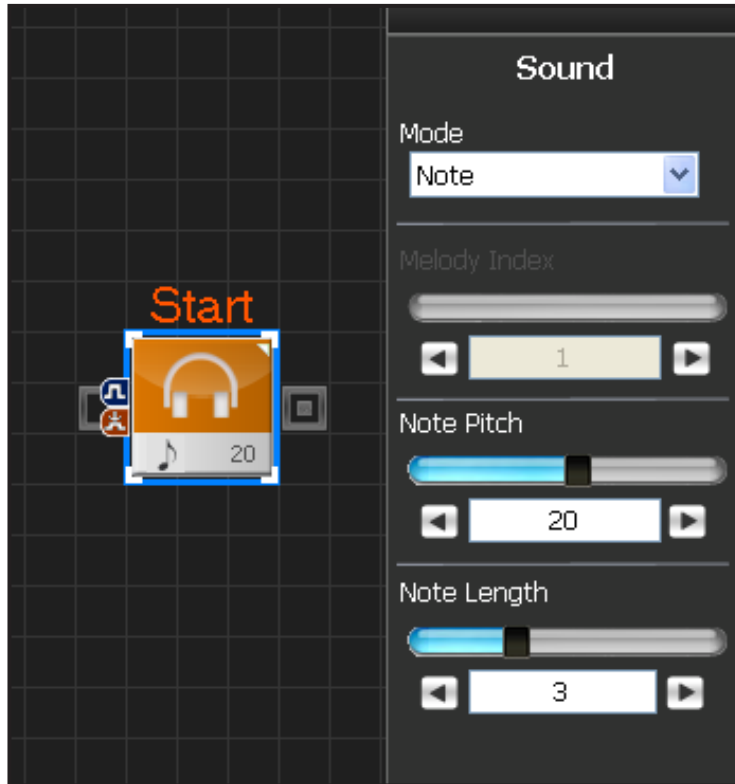 Sound
Mode
Note
Melody Index
1
Start
20
Note Pitch
20
Note Length
3